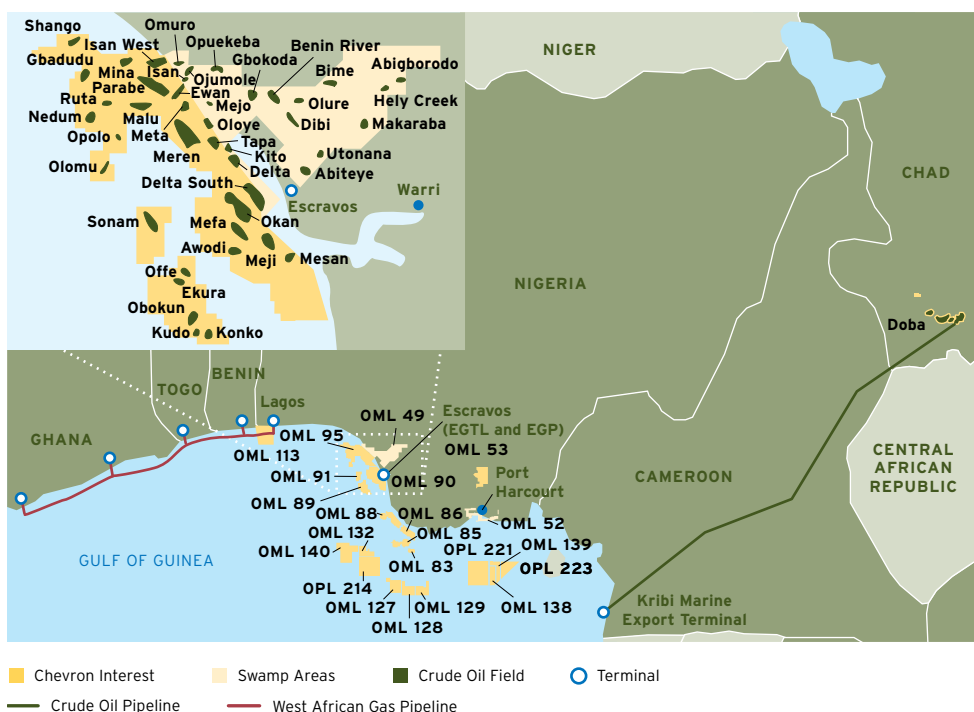 Shango
Omuro
Isan West
Opuekeba
Benin River
Gbadudu
Gbokoda
Mina
Isan
Ojumole
Bime
Abigborodo
Parabe
Ewan
Ruta
Mejo
Olure
Hely Creek
Nedum
Malu
Oloye
Dibi
Makaraba
Opolo
Meta
Tapa
Meren
Kito
Utonana
Olomu
Delta
Abiteye
Delta South
Warri
Escravos
Sonam
Mefa
Okan
Awodi
Meji
Mesan
Offe
Ekura
Obokun
Kudo
Konko
NIGER
CHAD
NIGERIA
Doba
BENIN
TOGO
Lagos
GHANA
OML 49
Escravos
(EGTL and EGP)
OML 95
OML 53
OML 113
OML 91
OML 90
Port
Harcourt
OML 89
OML 88
OML 86
OML 52
OML 132
OML 85
OML 140
OPL 221
OML 139
OML 83
OPL 223
OPL 214
OML 127
OML 129
OML 138
OML 128
GULF OF GUINEA
CAMEROON
CENTRAL
AFRICAN
REPUBLIC
Kribi Marine
Export Terminal
Chevron Interest
Swamp Areas
Crude Oil Field
Terminal
Crude Oil Pipeline
West African Gas Pipeline